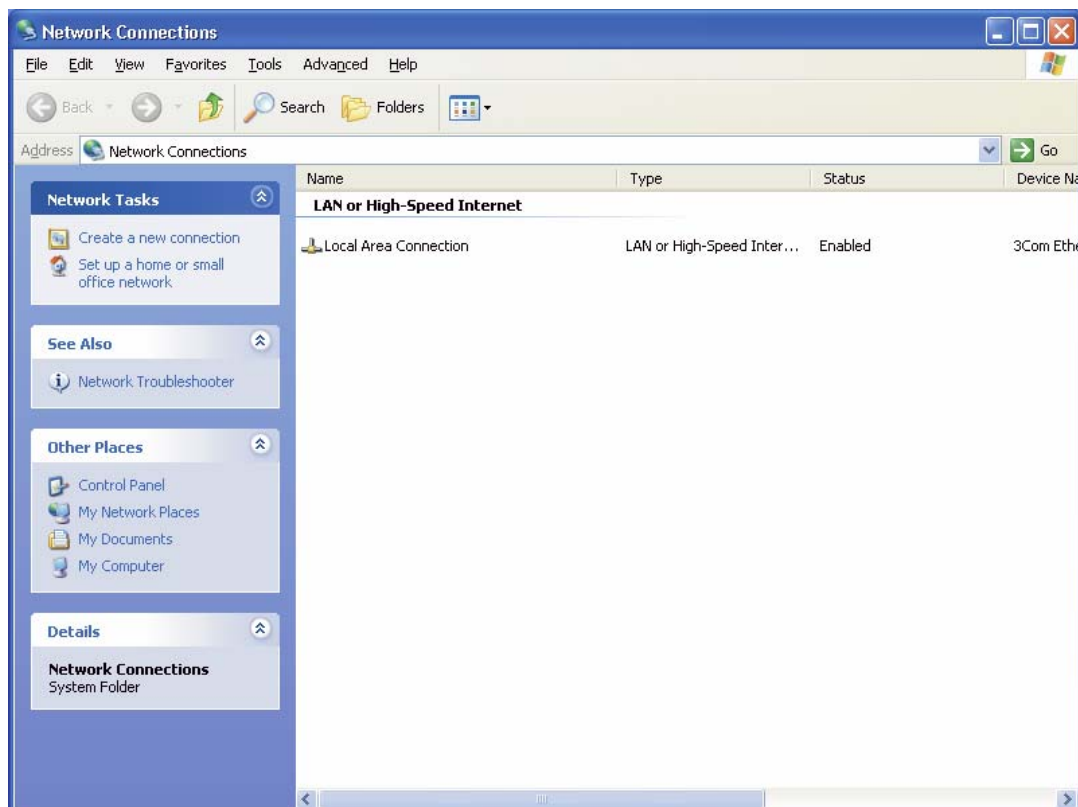 Network Connections
File Edit View Favorites Tools Advanced Help
Back Search Folders
Address Network Connections Go
Network Tasks
Create a new connection
Set up a home or small
office network
See Also
Network Troubleshooter
Other Places
Control Panel
My Network Places
My Documents
My Computer
Details
Network Connections
System Folder
Name Type Status Device Na
LAN or High-Speed Internet
Local Area Connection LAN or High-Speed Inter... Enabled 3Com Ethe